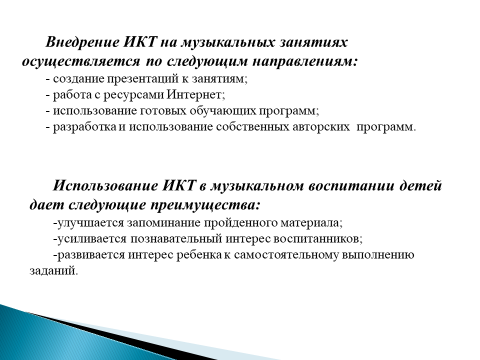 Внедрение ИКТ на музыкальных занятиях
осуществляется по следующим направлениям:
- создание презентаций к занятиям;
- работа с ресурсами Интернет;
- использование готовых обучающих программ;
- разработка и использование собственных авторских программ.
Использование ИКТ в музыкальном воспитании детей
дает следующие преимущества:
-улучшается запоминание пройденного материала;
-усиливается познавательный интерес воспитанников;
-развивается интерес ребенка к самостоятельному выполнению
заданий.